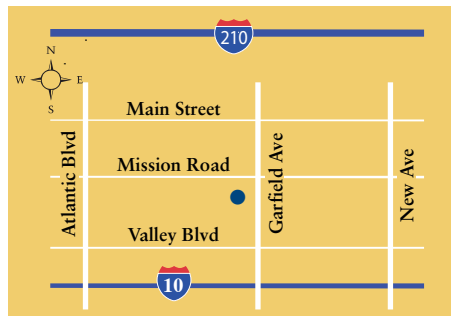 210
N
W E
S
Main Street
Atlantic Blvd
Mission Road
Garfield Ave
New Ave
Valley Blvd
10